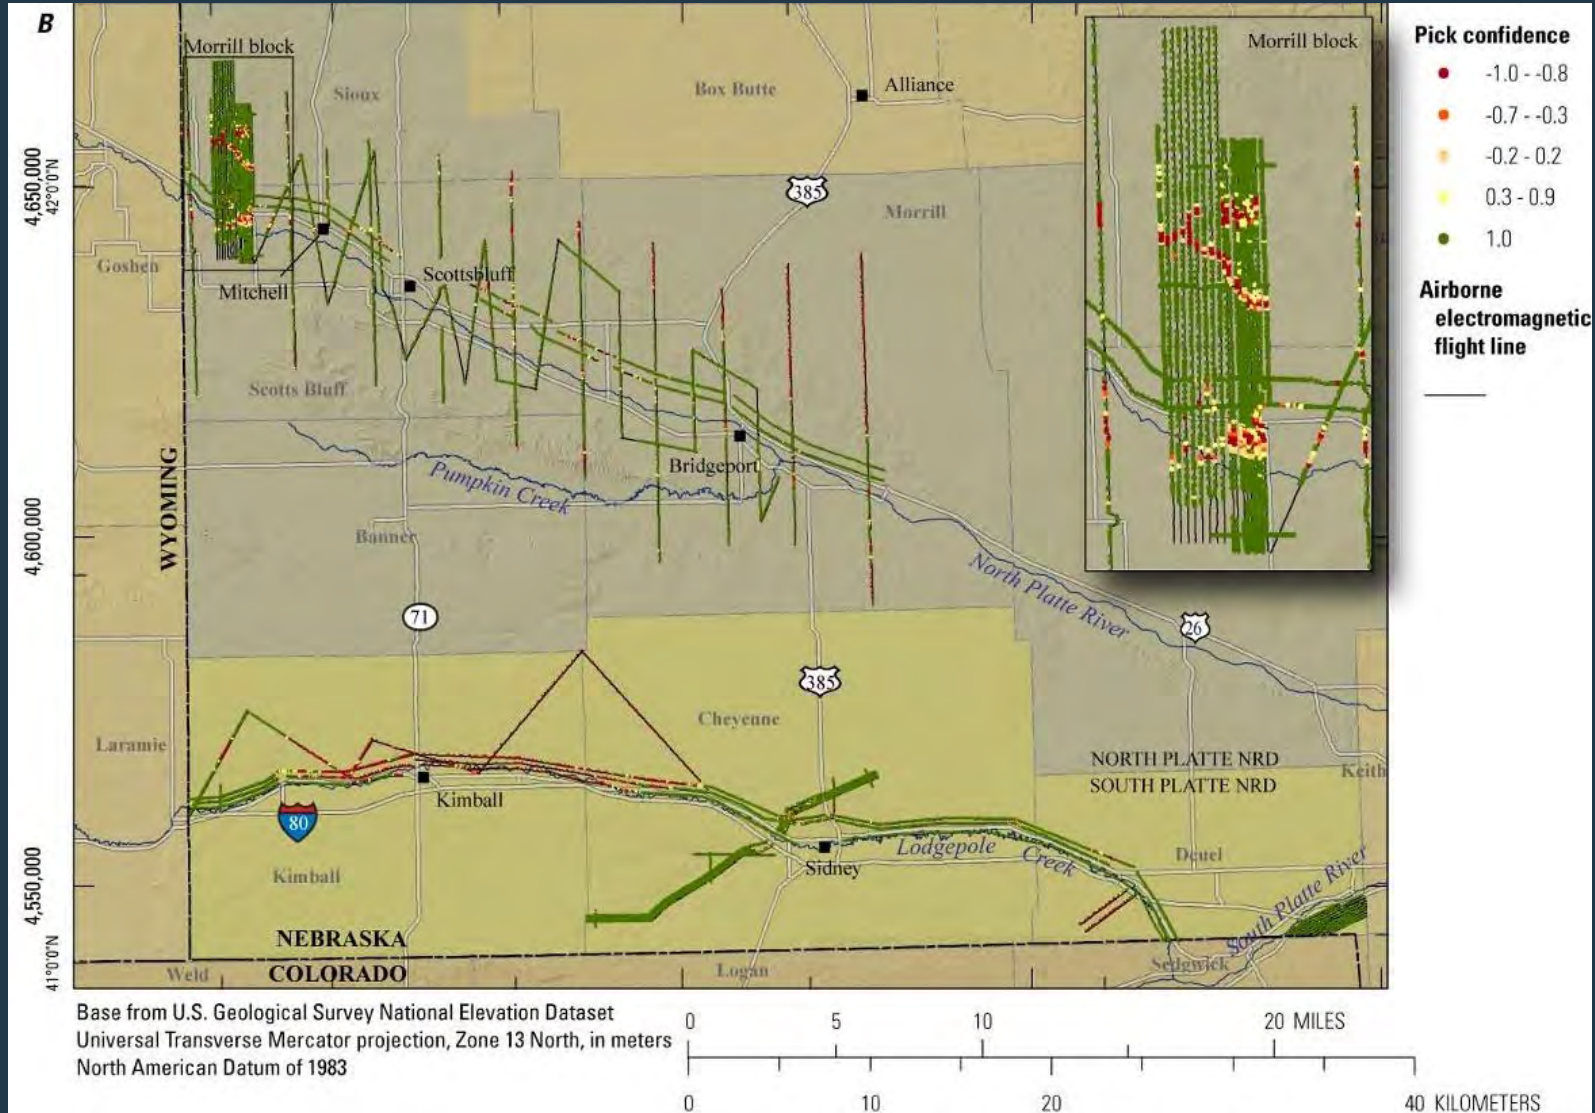 B
Morrill block
Sioux
Box Butte
Alliance
385
Morrill
Goshen
Mitchell
Scottsbluff
Scotts Bluff
Bridgeport
Pumpkin Creek
WYOMING
Banner
71
North Platte River
26
385
Cheyenne
Laramie
Kimball
80
Kimball
NORTH PLATTE NRD
SOUTH PLATTE NRD
Keith
Sidney
Lodgepole Creek
Deuel
South Platte River
NEBRASKA
COLORADO
Weld
Logan
Sedgwick
4,650,000
42°0'0"N
4,600,000
4,550,000
41°0'0"N
Morrill block
Pick confidence
-1.0 - -0.8
-0.7 - -0.3
-0.2 - 0.2
0.3 - 0.9
1.0
Airborne
electromagnetic
flight line
Base from U.S. Geological Survey National Elevation Dataset
Universal Transverse Mercator projection, Zone 13 North, in meters
North American Datum of 1983
0 5 10 20 MILES
0 10 20 40 KILOMETERS